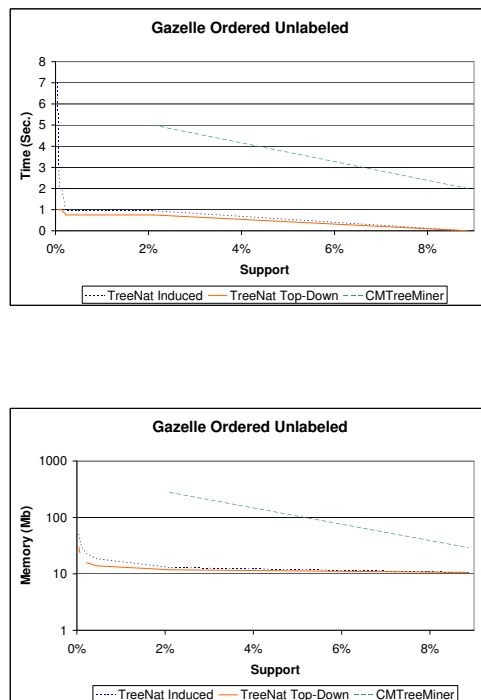 Gazelle Ordered Unlabeled
8
7
6
5
4
3
2
1
0
Time (Sec.)
0% 2% 4% 6% 8%
Support
TreeNat Induced TreeNat Top-Down CMTreeMiner
Gazelle Ordered Unlabeled
1000
100
10
1
Memory (Mb)
0% 2% 4% 6% 8%
Support
TreeNat Induced TreeNat Top-Down CMTreeMiner